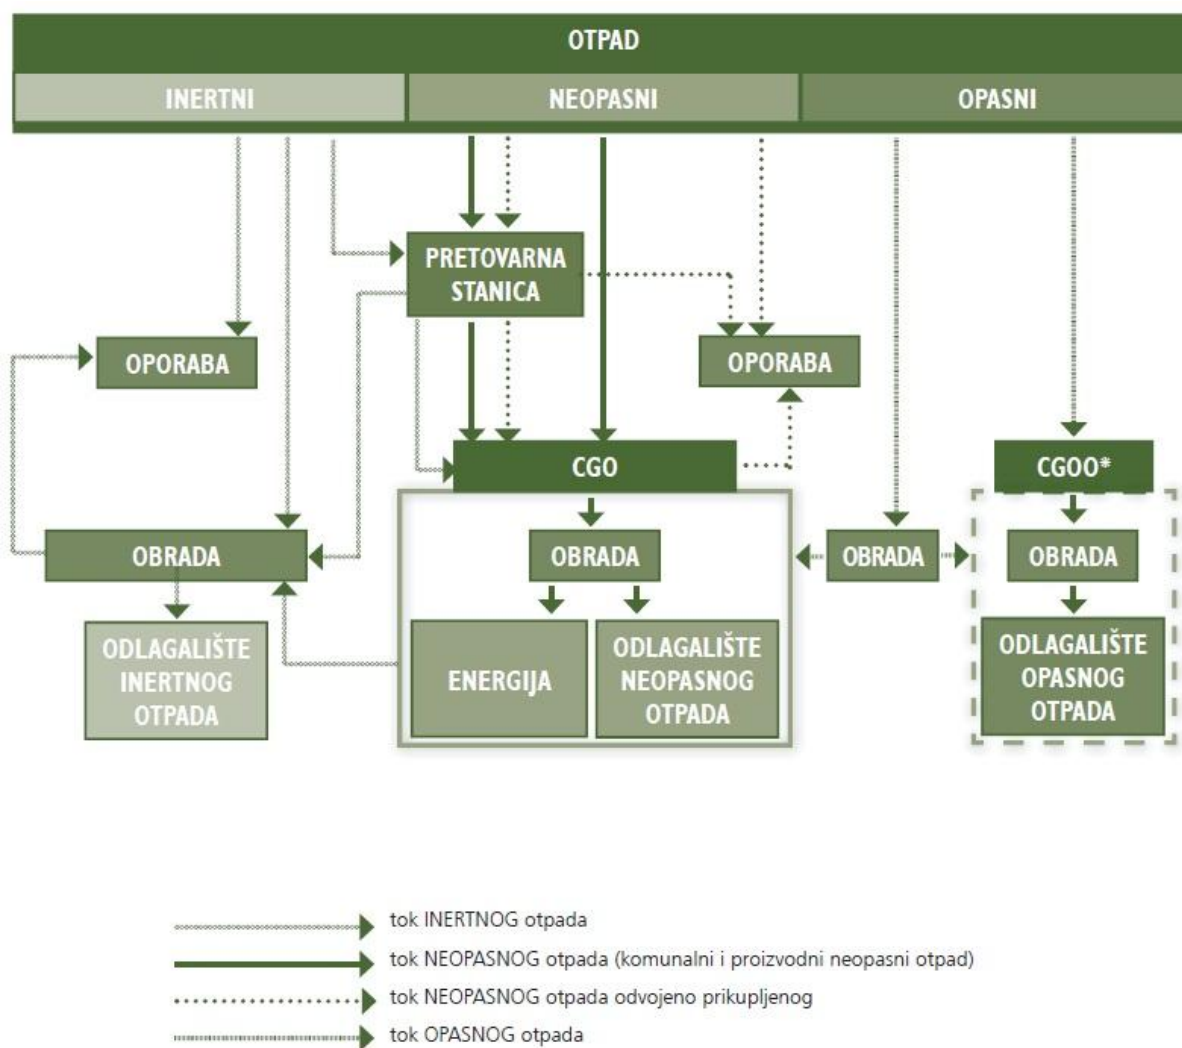 OTPAD
INERTNI
NEOPASNI
OPASNI
PRETOVARNA
STANICA
OPORABA
OPORABA
CGO
CGOO*
OBRADA
OBRADA
OBRADA
OBRADA
ODLAGALIŠTE
INERTNOG
OTPADA
ENERGIJA
ODLAGALIŠTE
NEOPASNOG
OTPADA
ODLAGALIŠTE
OPASNOG
OTPADA
tok INERTNOG otpada
tok NEOPASNOG otpada (komunalni i proizvodni neopasni otpad)
tok NEOPASNOG otpada odvojeno prikupljenog
tok OPASNOG otpada